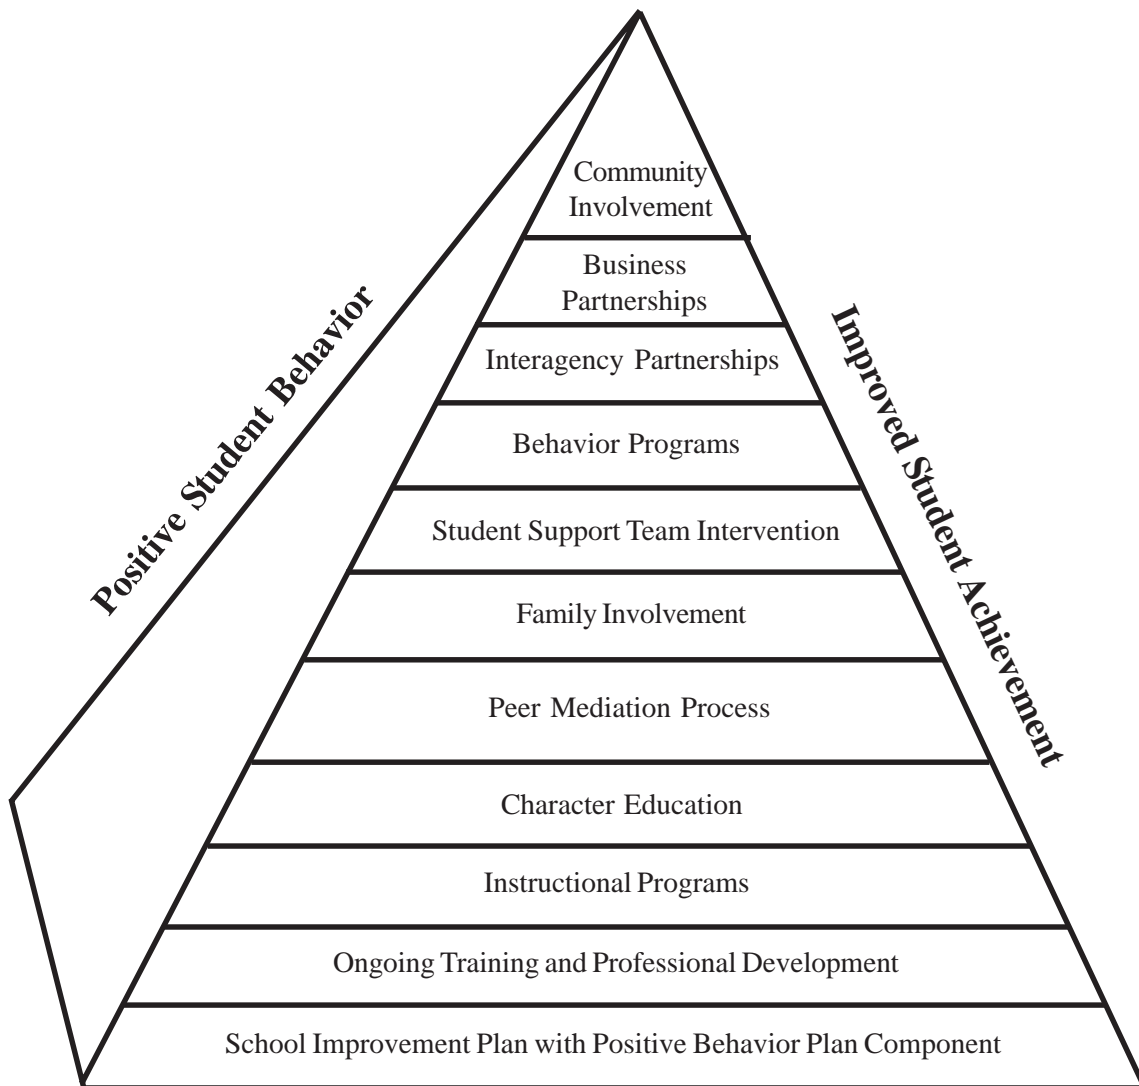 Community
Involvement
Business
Partnerships
Interagency Partnerships
Behavior Programs
Student Support Team Intervention
Family Involvement
Peer Mediation Process
Character Education
Instructional Programs
Ongoing Training and Professional Development
School Improvement Plan with Positive Behavior Plan Component
Positive Student Behavior
Improved Student Achievement